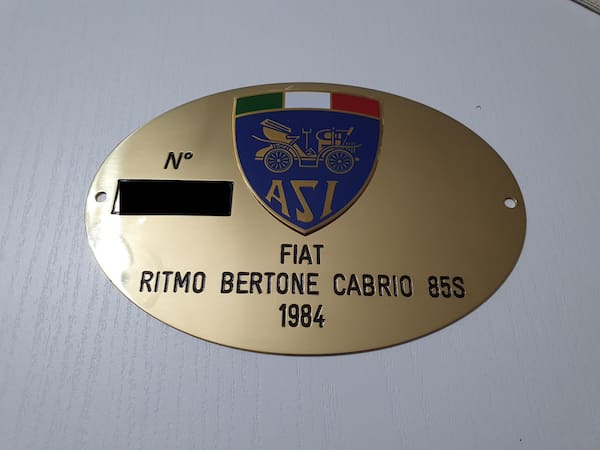 N°
ASI
FIAT
RITMO BERTONE CABRIO 85S
1984